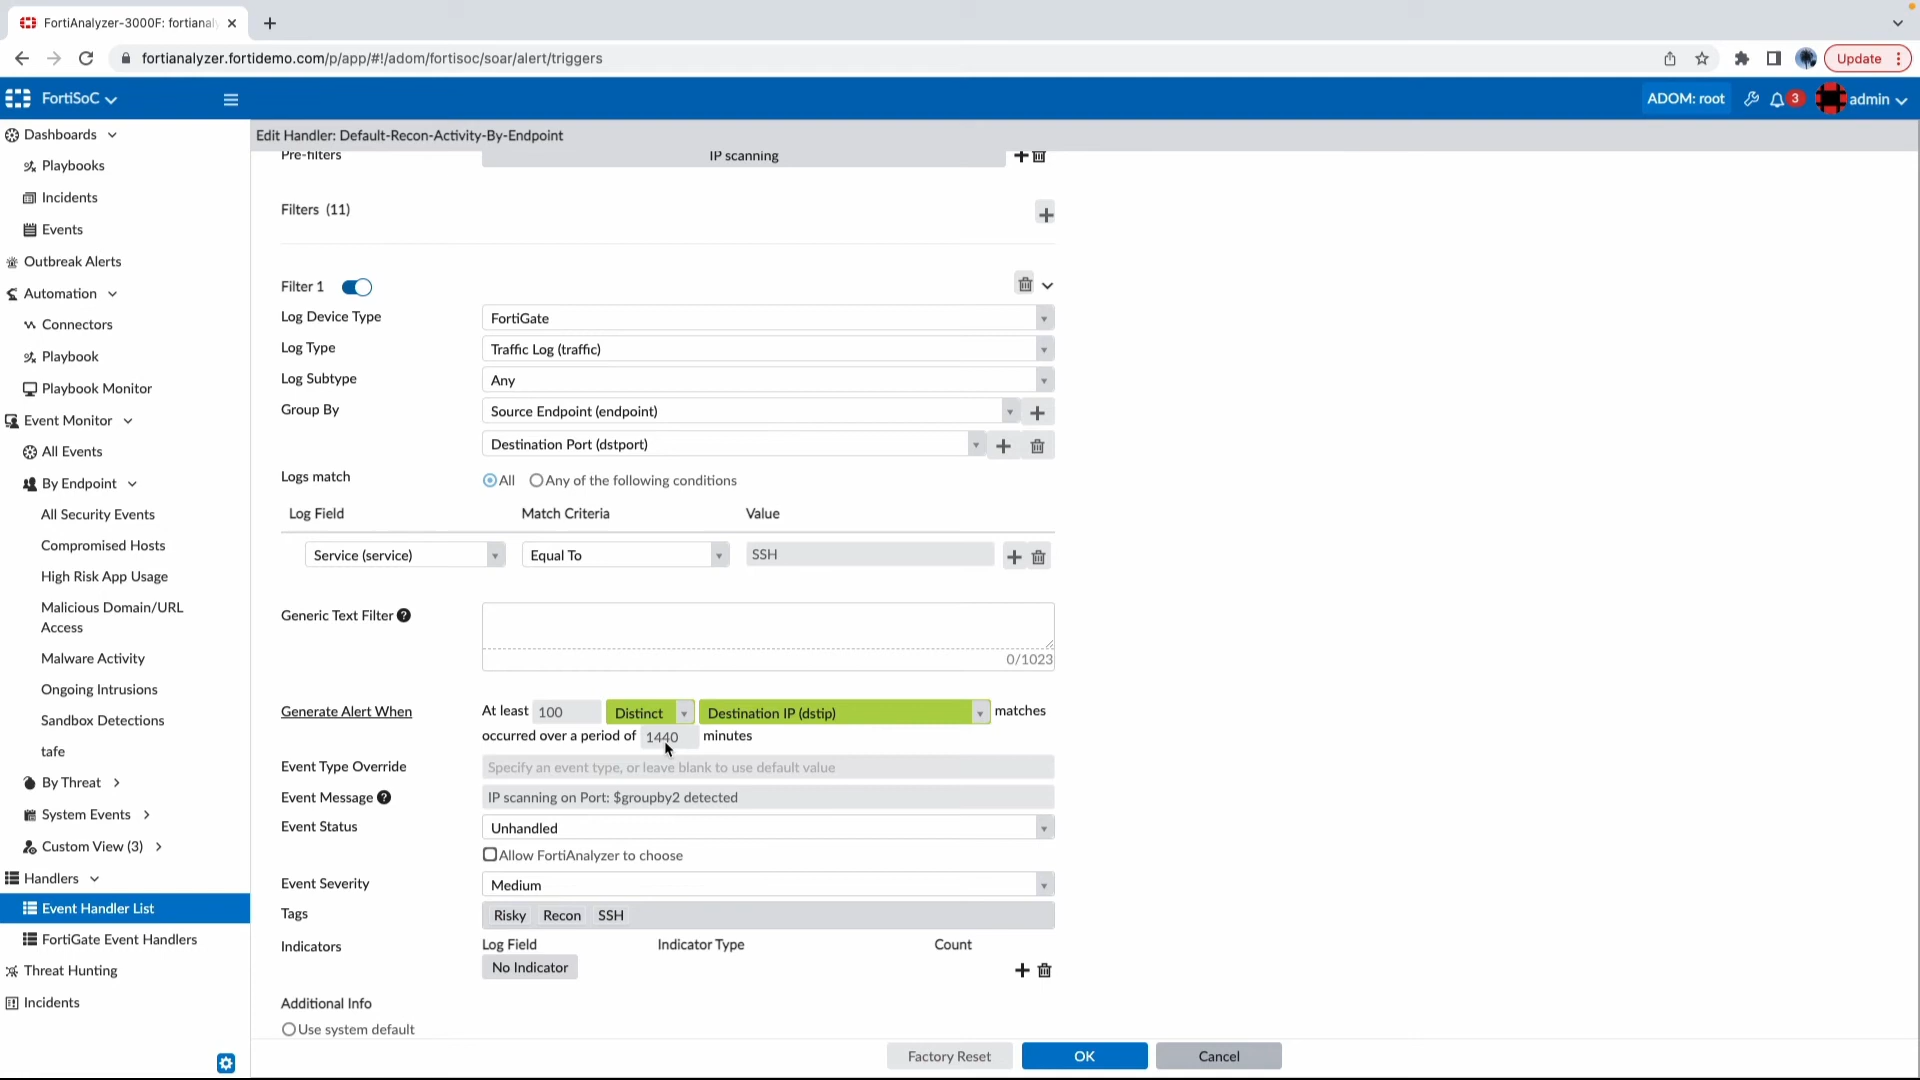 FortiAnalyzer-3000F: fortianaly
fortianalyzer.fortidemo.com/p/app/#!/adom/fortisoc/soar/alert/triggers
Update
FortiSoC
ADOM: root
3
admin
Dashboards
Playbooks
Incidents
Events
Outbreak Alerts
Automation
Connectors
Playbook
Playbook Monitor
Event Monitor
All Events
By Endpoint
All Security Events
Compromised Hosts
High Risk App Usage
Malicious Domain/URL
Access
Malware Activity
Ongoing Intrusions
Sandbox Detections
tafe
By Threat
System Events
Custom View (3)
Handlers
Event Handler List
FortiGate Event Handlers
Threat Hunting
Incidents
Edit Handler: Default-Recon-Activity-By-Endpoint
Pre-filters IP scanning
Filters (11)
Filter 1
Log Device Type FortiGate
Log Type Traffic Log (traffic)
Log Subtype Any
Group By Source Endpoint (endpoint)
Destination Port (dstport)
Logs match All Any of the following conditions
Log Field Match Criteria Value
Service (service) Equal To SSH
Generic Text Filter
0/1023
Generate Alert When At least 100 Distinct Destination IP (dstip) matches
occurred over a period of 1440 minutes
Event Type Override Specify an event type, or leave blank to use default value
Event Message IP scanning on Port: $groupby2 detected
Event Status Unhandled
Allow FortiAnalyzer to choose
Event Severity Medium
Tags Risky Recon SSH
Indicators Log Field Indicator Type Count
No Indicator
Additional Info
Use system default
Factory Reset OK Cancel